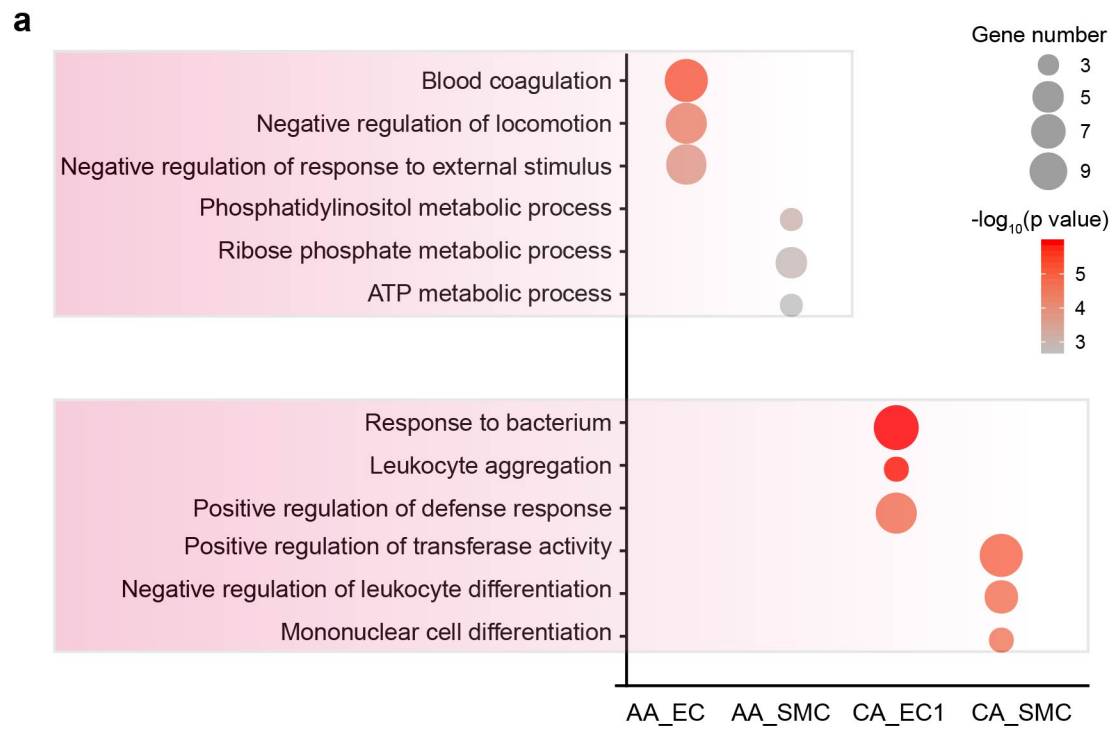 a
Blood coagulation
Negative regulation of locomotion
Negative regulation of response to external stimulus
Phosphatidylinositol metabolic process
Ribose phosphate metabolic process
ATP metabolic process
Response to bacterium
Leukocyte aggregation
Positive regulation of defense response
Positive regulation of transferase activity
Negative regulation of leukocyte differentiation
Mononuclear cell differentiation
AA_EC AA_SMC CA_EC1 CA_SMC
Gene number
3
5
7
9
-log10(p value)
5
4
3